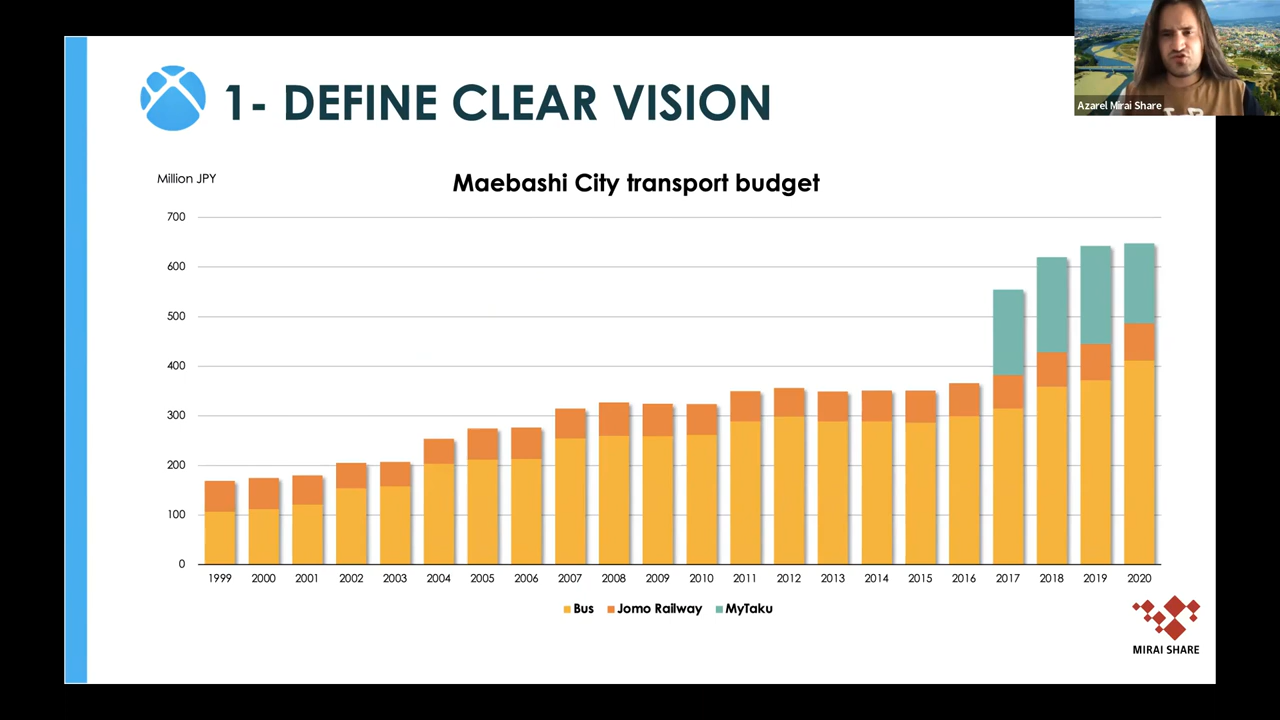 Azarel Mirai Share
1- DEFINE CLEAR VISION
Million JPY
Maebashi City transport budget
700
600
500
400
300
200
100
0
1999 2000 2001 2002 2003 2004 2005 2006 2007 2008 2009 2010 2011 2012 2013 2014 2015 2016 2017 2018 2019 2020
Bus Jomo Railway MyTaku
MIRAI SHARE